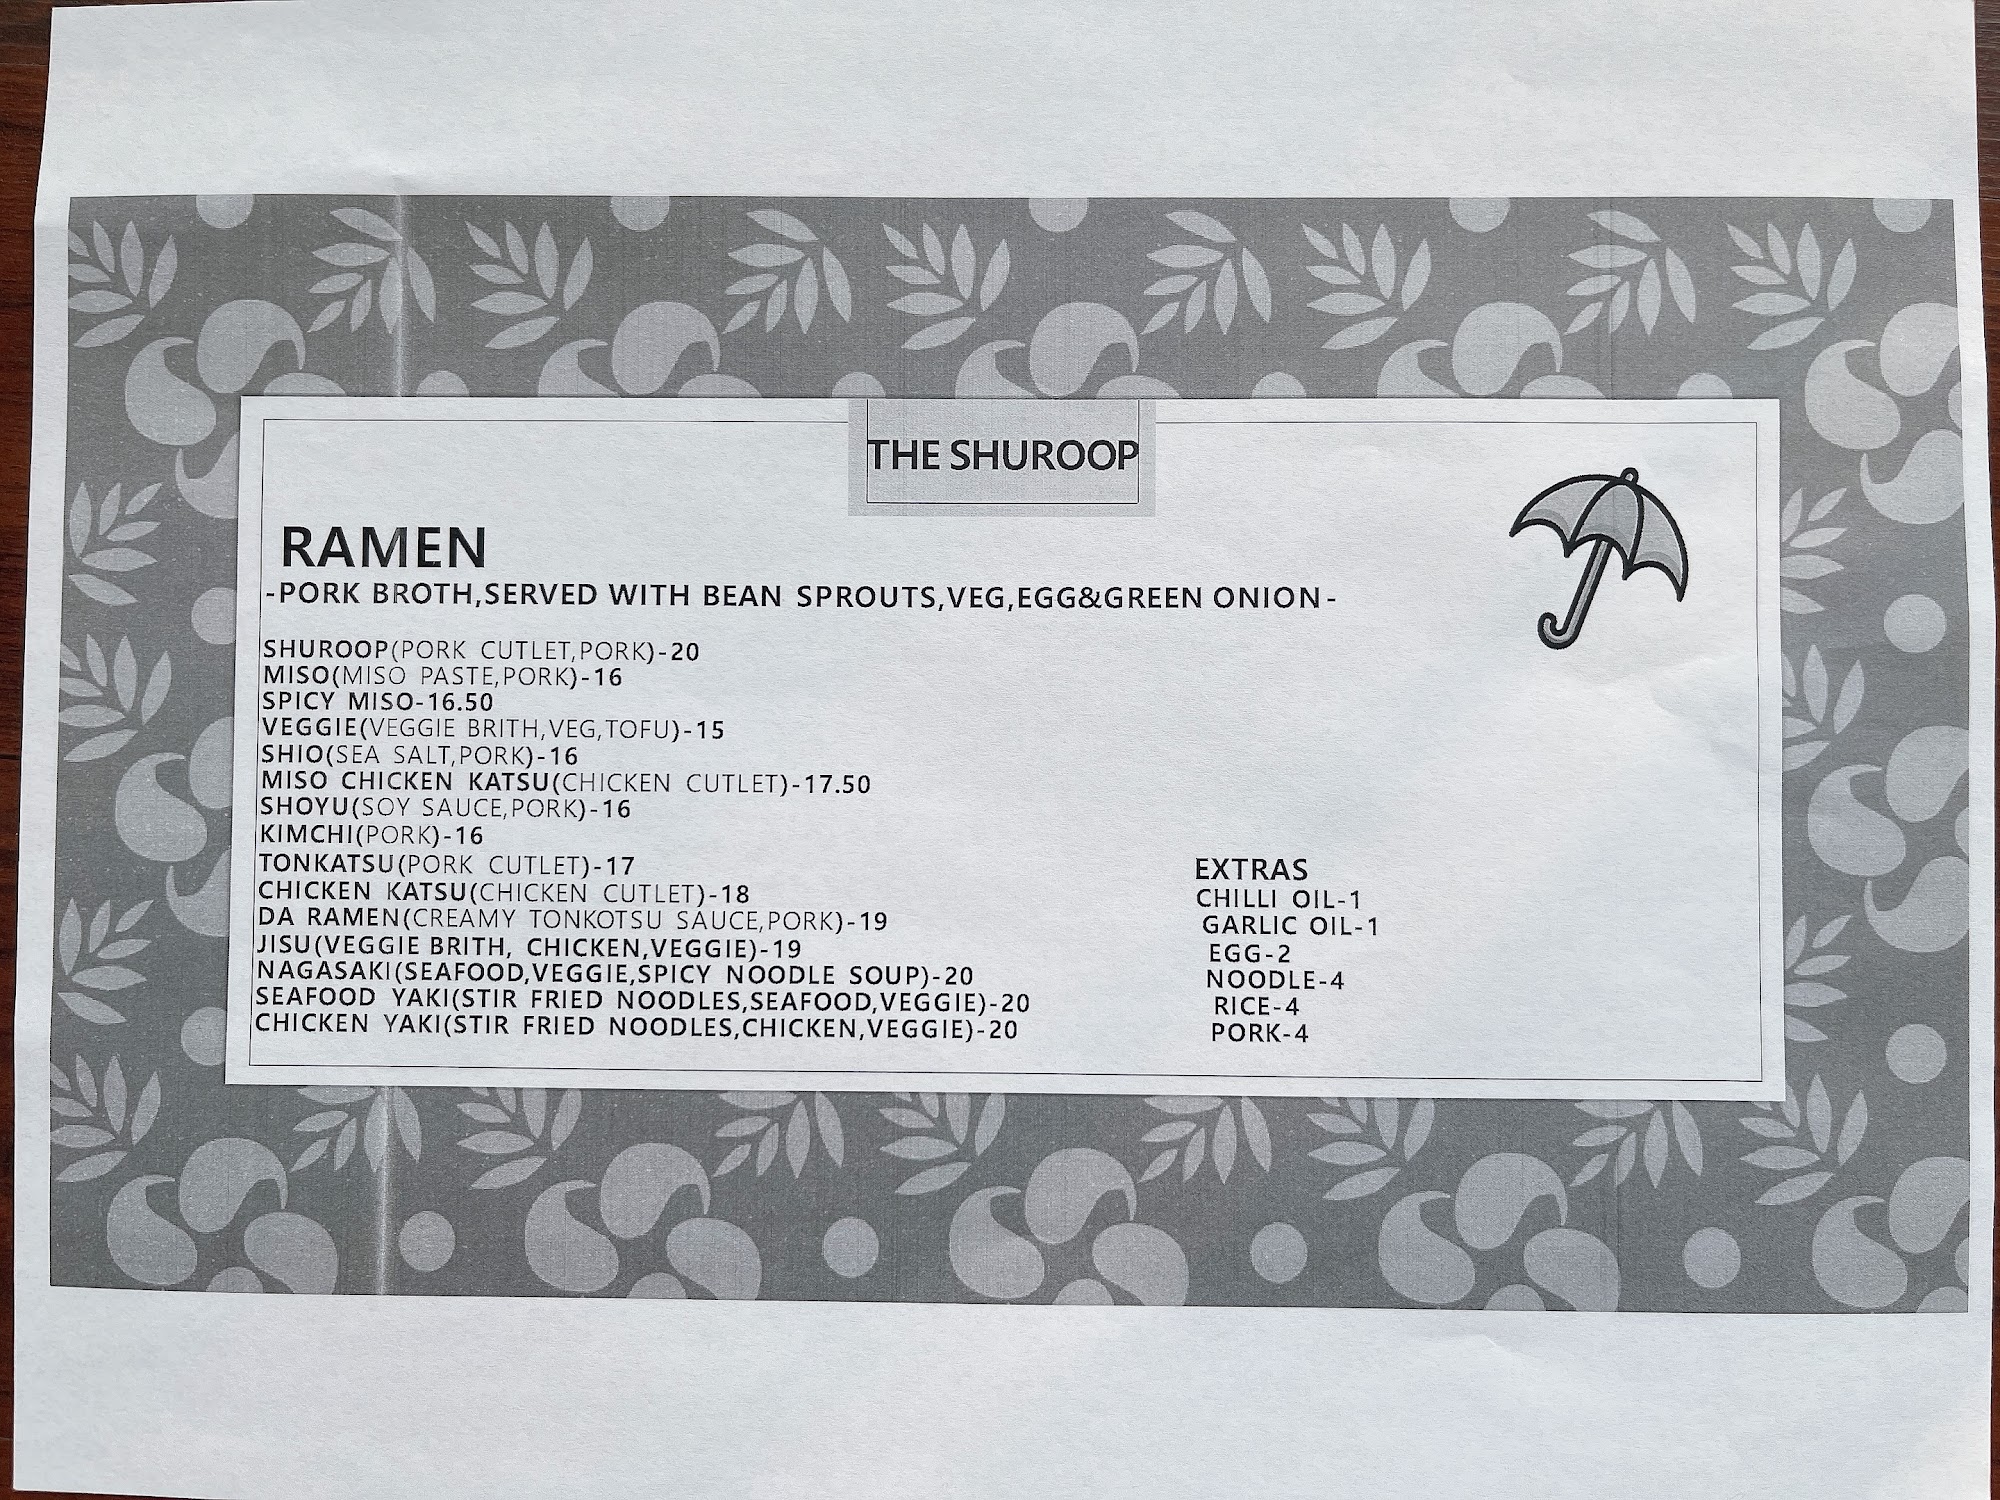 THE SHUROOP
RAMEN
-PORK BROTH,SERVED WITH BEAN SPROUTS,VEG,EGG&GREEN ONION-
SHUROOP(PORK CUTLET,PORK)-20
MISO(MISO PASTE,PORK)-16
SPICY MISO-16.50
VEGGIE(VEGGIE BRITH,VEG,TOFU)-15
SHIO(SEA SALT,PORK)-16
MISO CHICKEN KATSU(CHICKEN CUTLET)-17.50
SHOYU(SOY SAUCE,PORK)-16
KIMCHI(PORK)-16
TONKATSU(PORK CUTLET)-17
CHICKEN KATSU(CHICKEN CUTLET)-18
DA RAMEN(CREAMY TONKOTSU SAUCE,PORK)-19
JISU(VEGGIE BRITH, CHICKEN,VEGGIE)-19
NAGASAKI(SEAFOOD,VEGGIE,SPICY NOODLE SOUP)-20
SEAFOOD YAKI(STIR FRIED NOODLES,SEAFOOD,VEGGIE)-20
CHICKEN YAKI(STIR FRIED NOODLES,CHICKEN,VEGGIE)-20
EXTRAS
CHILLI OIL-1
GARLIC OIL-1
EGG-2
NOODLE-4
RICE-4
PORK-4